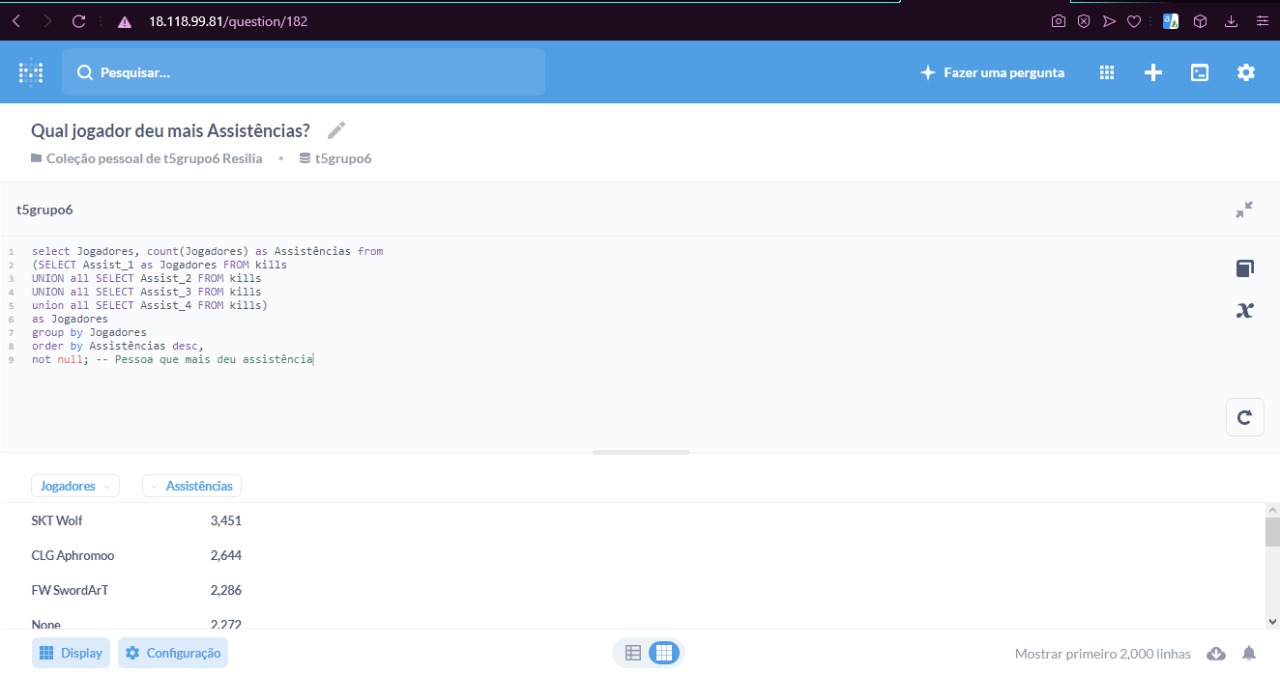 18.118.99.81/question/182
Pesquisar...
Fazer uma pergunta
Qual jogador deu mais Assistências?
Coleção pessoal de t5grupo6 Resilia • t5grupo6
t5grupo6
1 select Jogadores, count(Jogadores) as Assistências from
2 (SELECT Assist_1 as Jogadores FROM kills
3 UNION all SELECT Assist_2 FROM kills
4 UNION all SELECT Assist_3 FROM kills
5 union all SELECT Assist_4 FROM kills)
6 as Jogadores
7 group by Jogadores
8 order by Assistências desc,
9 not null; -- Pessoa que mais deu assistência
x
Jogadores Assistências
SKT Wolf 3,451
CLG Aphromoo 2,644
FW SwordArT 2,286
None 2,272
Display Configuração Mostrar primeiro 2,000 linhas